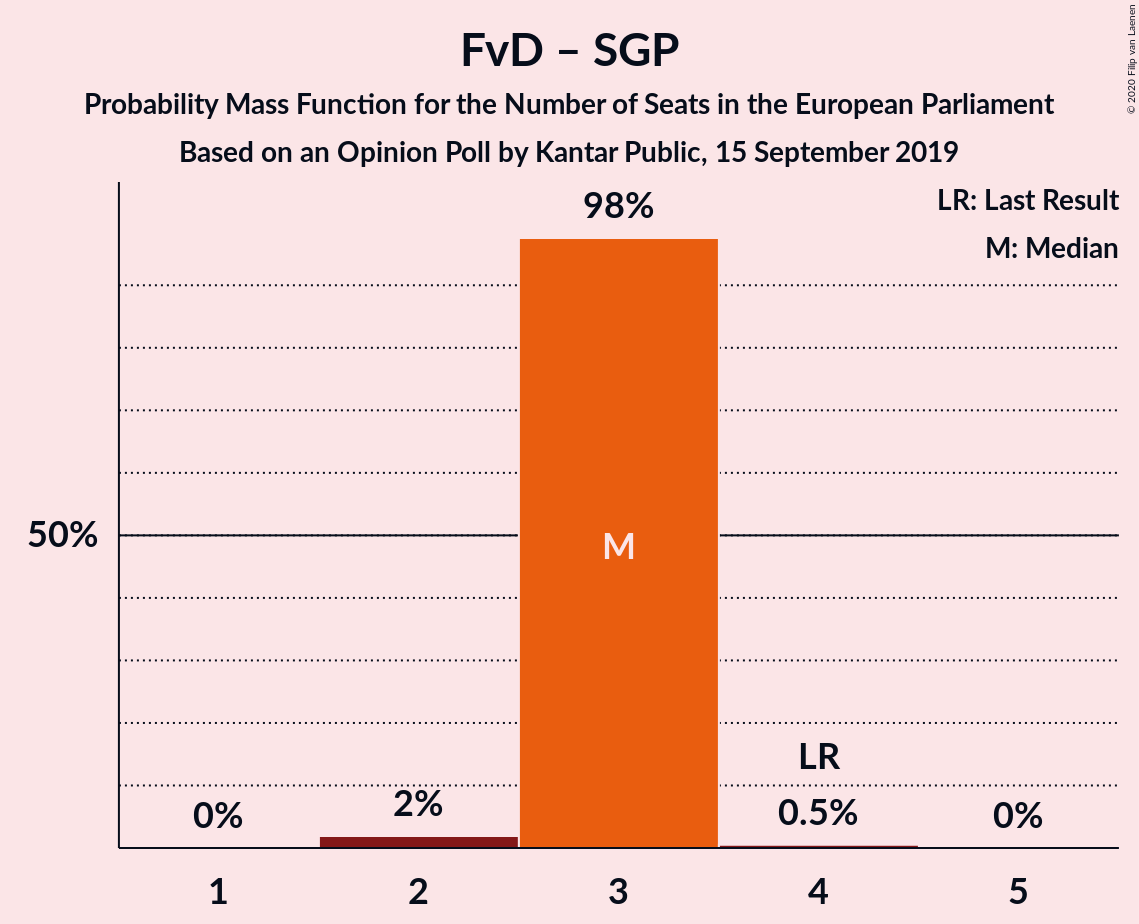 FvD – SGP
Probability Mass Function for the Number of Seats in the European Parliament
Based on an Opinion Poll by Kantar Public, 15 September 2019
© 2020 Filip van Laenen
98%
LR: Last Result
M: Median
50%
M
LR
0%
2%
0.5%
0%
1 2 3 4 5